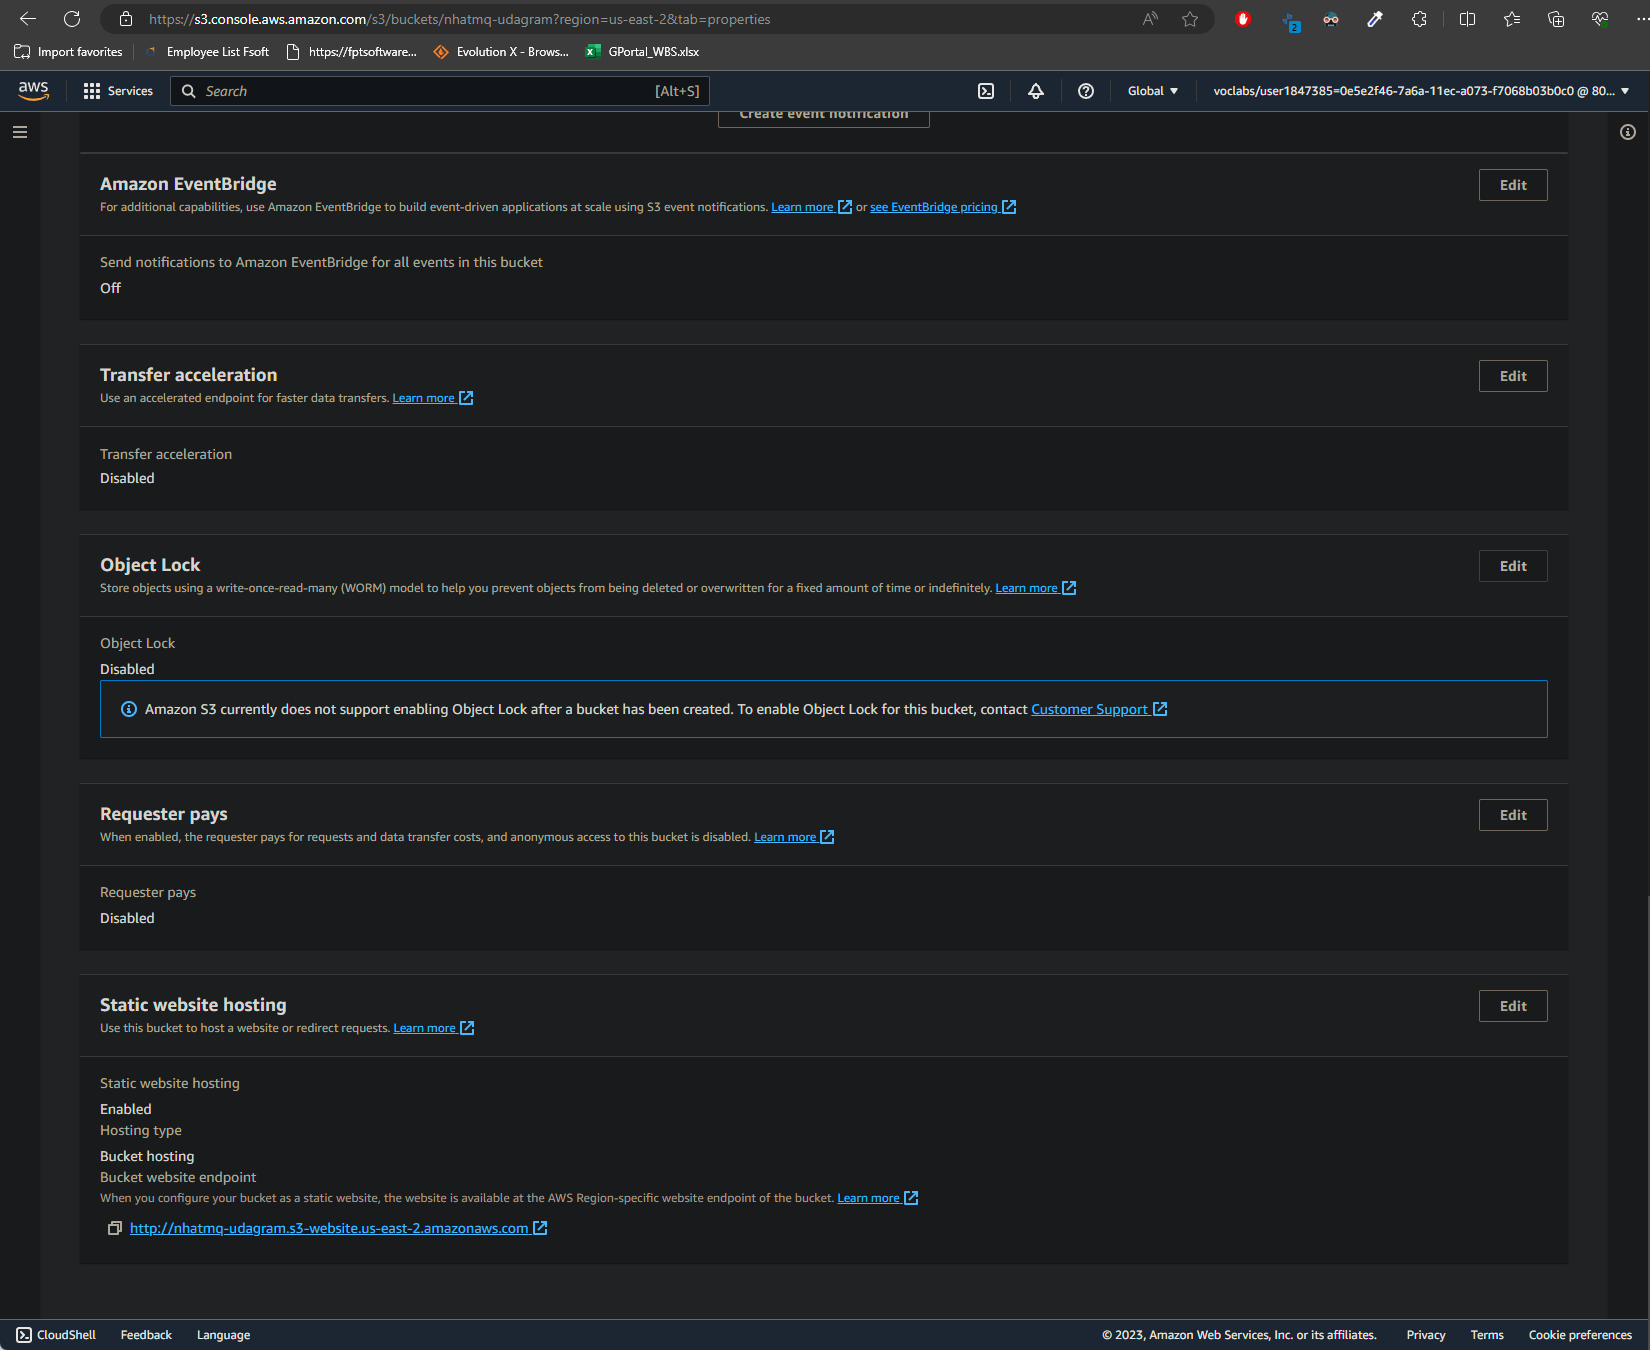 https://s3.console.aws.amazon.com/s3/buckets/nhatmq-udagram?region=us-east-2&tab=properties
2
Import favorites
Employee List Fsoft
https://fptsoftware...
Evolution X - Brows...
GPortal_WBS.xlsx
aws
Services
Search
[Alt+S]
Global
voclabs/user1847385=0e5e2f46-7a6a-11ec-a073-f7068b03b0c0 @ 80...
Create event notification
Amazon EventBridge
Edit
For additional capabilities, use Amazon EventBridge to build event-driven applications at scale using S3 event notifications. Learn more or see EventBridge pricing
Send notifications to Amazon EventBridge for all events in this bucket
Off
Transfer acceleration
Edit
Use an accelerated endpoint for faster data transfers. Learn more
Transfer acceleration
Disabled
Object Lock
Edit
Store objects using a write-once-read-many (WORM) model to help you prevent objects from being deleted or overwritten for a fixed amount of time or indefinitely. Learn more
Object Lock
Disabled
Amazon S3 currently does not support enabling Object Lock after a bucket has been created. To enable Object Lock for this bucket, contact Customer Support
Requester pays
Edit
When enabled, the requester pays for requests and data transfer costs, and anonymous access to this bucket is disabled. Learn more
Requester pays
Disabled
Static website hosting
Edit
Use this bucket to host a website or redirect requests. Learn more
Static website hosting
Enabled
Hosting type
Bucket hosting
Bucket website endpoint
When you configure your bucket as a static website, the website is available at the AWS Region-specific website endpoint of the bucket. Learn more
http://nhatmq-udagram.s3-website.us-east-2.amazonaws.com
CloudShell
Feedback
Language
© 2023, Amazon Web Services, Inc. or its affiliates.
Privacy
Terms
Cookie preferences